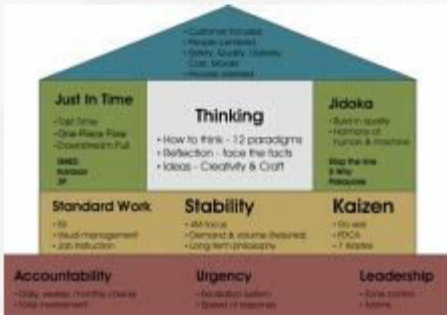 • Customer focused
• People centered
• Safety, Quality, Delivery,
Cost, Morale
• Process oriented
Just In Time
• Takt Time
• One-Piece Flow
• Downstream Pull
SMED
Kanban
3P
Thinking
• How to think - 12 paradigms
• Reflection - face the facts
• Ideas - Creativity & Craft
Jidoka
• Build-in quality
• Harmony of
human & machine
Stop the line
5 Why
Pokayoke
Standard Work
• 5S
• Visual management
• Job Instruction
Stability
• 4M focus
• Demand & volume (heijunka)
• Long term philosophy
Kaizen
• Go see
• PDCA
• 7 Wastes
Accountability
• Daily, weekly, monthly checks
• Total involvement
Urgency
• Escalation system
• Speed of response
Leadership
• Zone control